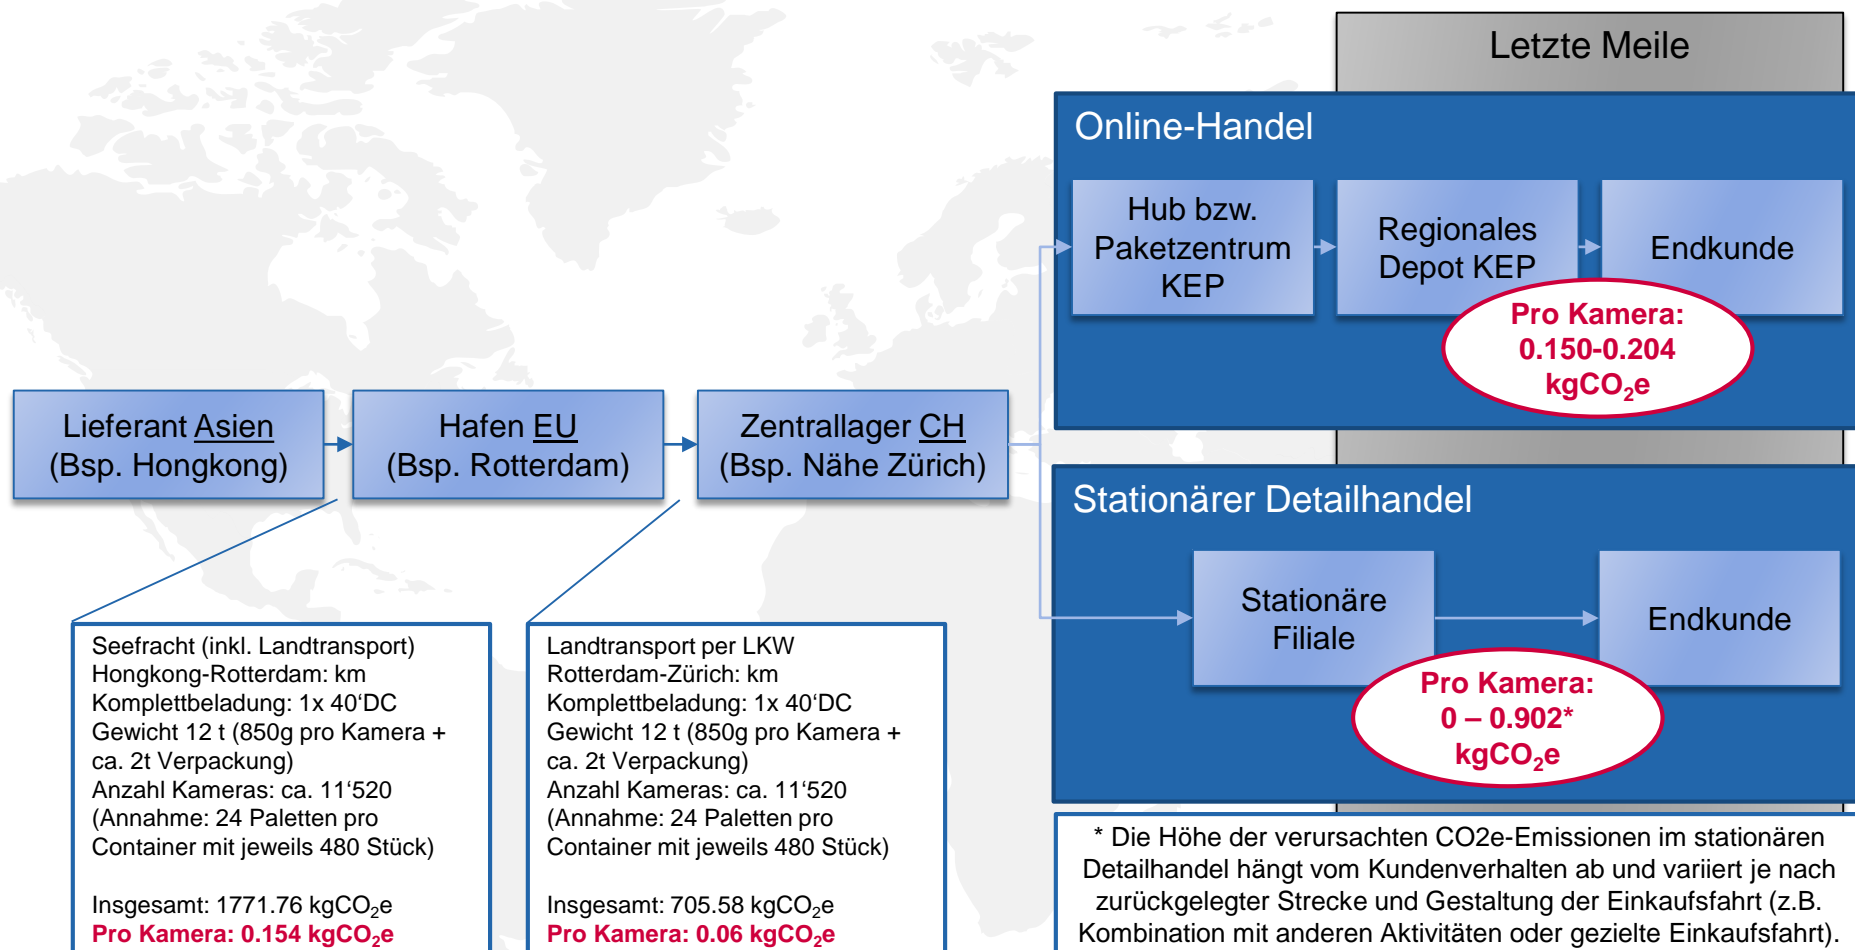 Letzte Meile
Online-Handel
Hub bzw.
Paketzentrum
KEP
Regionales
Depot KEP
Endkunde
Pro Kamera:
0.150-0.204
kgCO₂e
Lieferant Asien
(Bsp. Hongkong)
Hafen EU
(Bsp. Rotterdam)
Zentrallager CH
(Bsp. Nähe Zürich)
Stationärer Detailhandel
Stationäre
Filiale
Endkunde
Pro Kamera:
0 – 0.902*
kgCO₂e
Seefracht (inkl. Landtransport)
Hongkong-Rotterdam: km
Komplettbeladung: 1x 40‘DC
Gewicht 12 t (850g pro Kamera +
ca. 2t Verpackung)
Anzahl Kameras: ca. 11‘520
(Annahme: 24 Paletten pro
Container mit jeweils 480 Stück)
Insgesamt: 1771.76 kgCO₂e
Pro Kamera: 0.154 kgCO₂e
Landtransport per LKW
Rotterdam-Zürich: km
Komplettbeladung: 1x 40‘DC
Gewicht 12 t (850g pro Kamera +
ca. 2t Verpackung)
Anzahl Kameras: ca. 11‘520
(Annahme: 24 Paletten pro
Container mit jeweils 480 Stück)
Insgesamt: 705.58 kgCO₂e
Pro Kamera: 0.06 kgCO₂e
* Die Höhe der verursachten CO2e-Emissionen im stationären
Detailhandel hängt vom Kundenverhalten ab und variiert je nach
zurückgelegter Strecke und Gestaltung der Einkaufsfahrt (z.B.
Kombination mit anderen Aktivitäten oder gezielte Einkaufsfahrt).